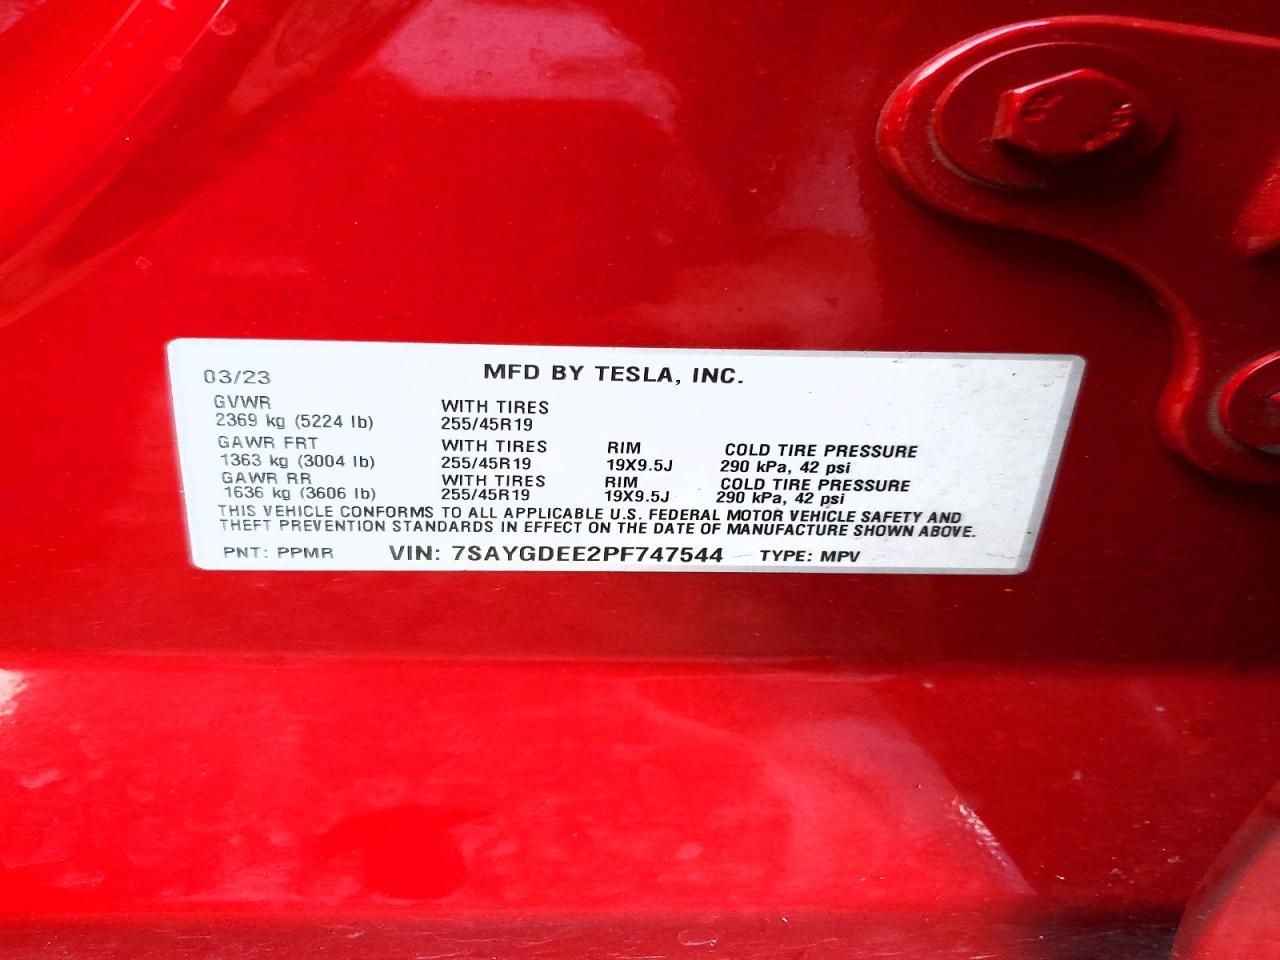 03/23 MFD BY TESLA, INC.
GVWR WITH TIRES
2369 kg (5224 lb) 255/45R19
GAWR FRT WITH TIRES RIM COLD TIRE PRESSURE
1363 kg (3004 lb) 255/45R19 19X9.5J 290 kPa, 42 psi
GAWR RR WITH TIRES RIM COLD TIRE PRESSURE
1636 kg (3606 lb) 255/45R19 19X9.5J 290 kPa, 42 psi
THIS VEHICLE CONFORMS TO ALL APPLICABLE U.S. FEDERAL MOTOR VEHICLE SAFETY AND
THEFT PREVENTION STANDARDS IN EFFECT ON THE DATE OF MANUFACTURE SHOWN ABOVE.
PNT: PPMR VIN: 7SAYGDEE2PF747544 TYPE: MPV